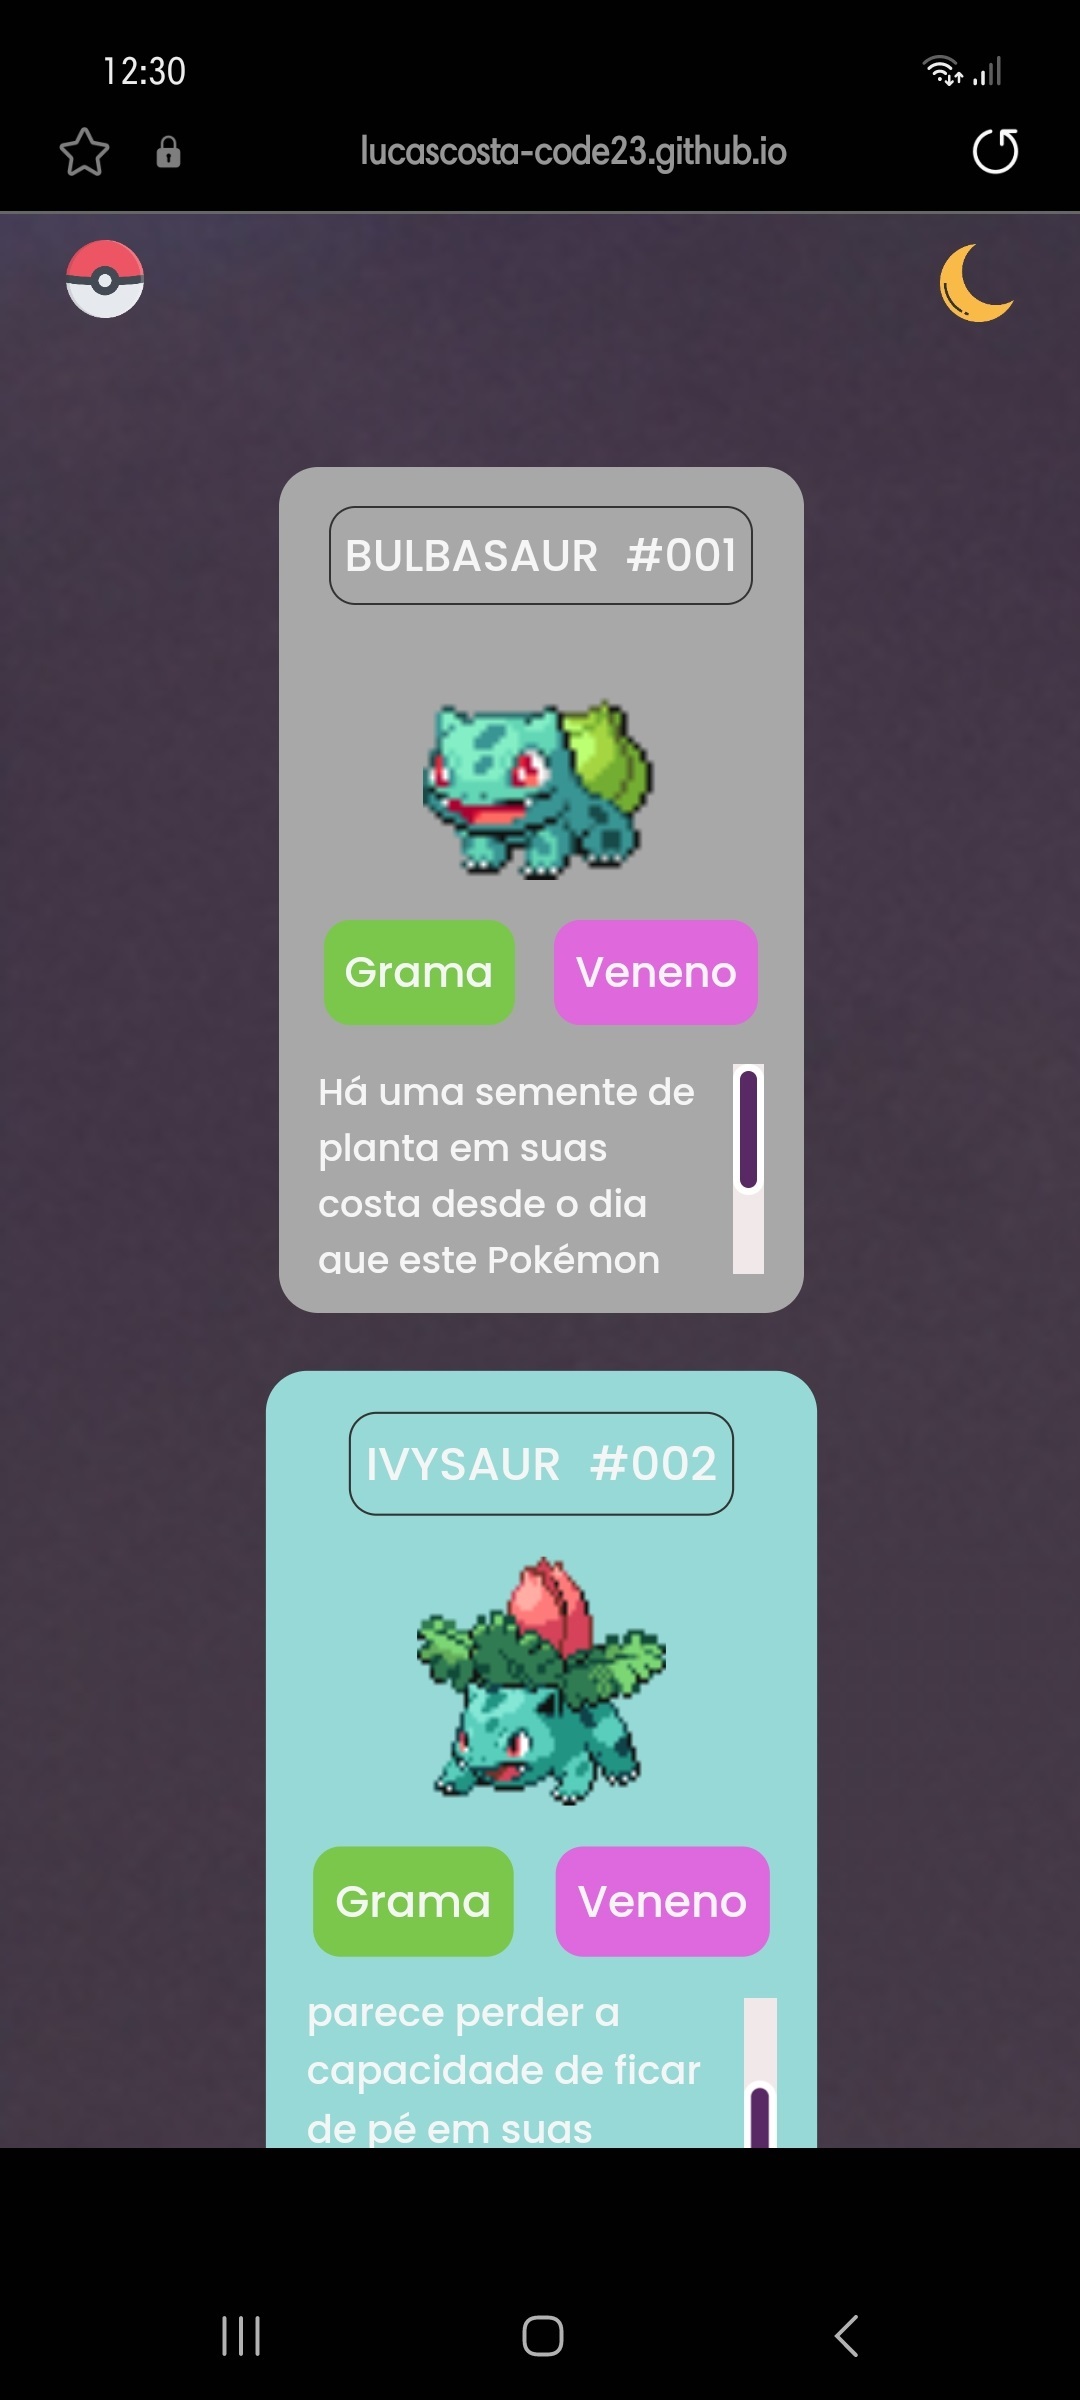 12:30
lucascosta-code23.github.io
BULBASAUR #001
Grama Veneno
Há uma semente de
planta em suas
costa desde o dia
que este Pokémon
IVYSAUR #002
Grama Veneno
parece perder a
capacidade de ficar
de pé em suas